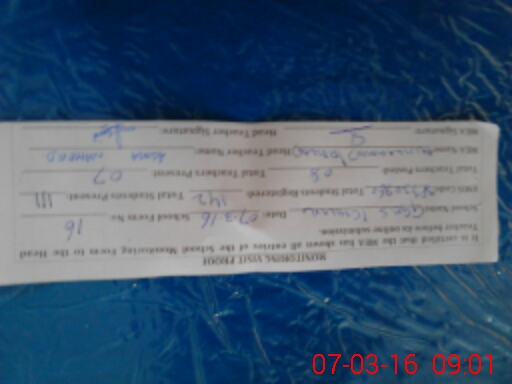 MONITORING VISIT PROOF
It is certified that the MEA has shown all entries of the School Monitoring Form to the Head
Teacher before its online submission.
School Name: Date: 07-3-16 School Form No: 16
EMIS Code: Total Students Registered: 142 Total Students Present: 111
Total Teachers Posted: 08 Total Teachers Present: 07
MEA Name: Head Teacher Name:
MEA Signature: Head Teacher Signature:
07-03-16 09:01